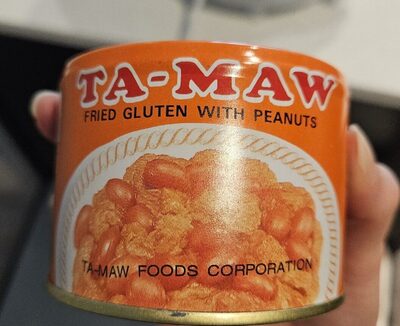 TA-MAW
FRIED GLUTEN WITH PEANUTS
TA-MAW FOODS CORPORATION